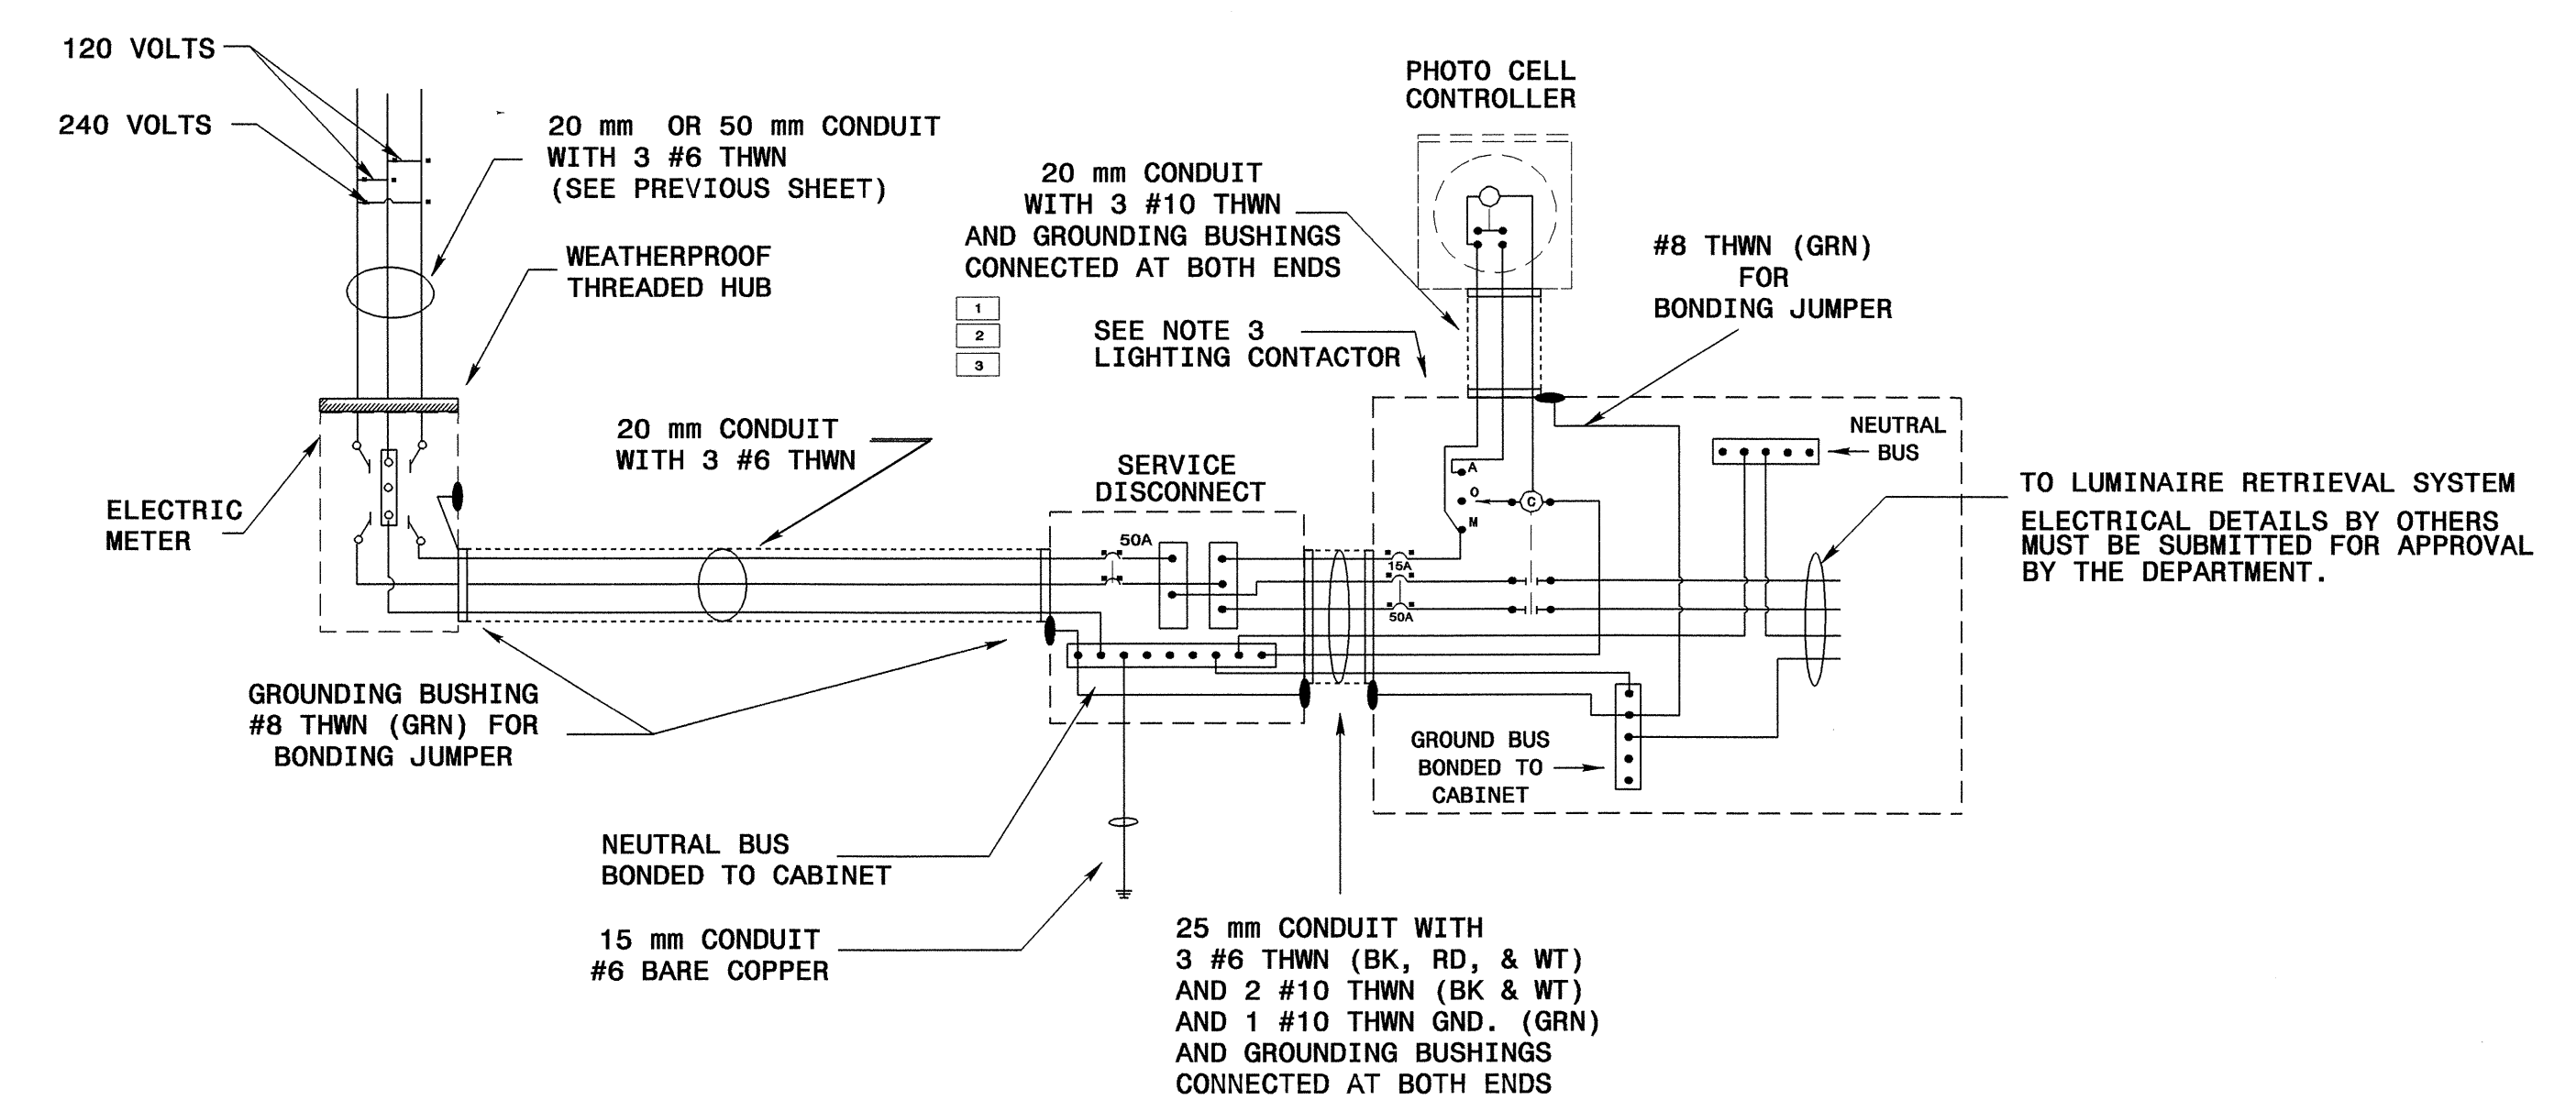 120 VOLTS
240 VOLTS
20 mm OR 50 mm CONDUIT
WITH 3 #6 THWN
(SEE PREVIOUS SHEET)
WEATHERPROOF
THREADED HUB
ELECTRIC
METER
20 mm CONDUIT
WITH 3 #6 THWN
GROUNDING BUSHING
#8 THWN (GRN) FOR
BONDING JUMPER
NEUTRAL BUS
BONDED TO CABINET
15 mm CONDUIT
#6 BARE COPPER
SERVICE
DISCONNECT
50A
20 mm CONDUIT
WITH 3 #10 THWN
AND GROUNDING BUSHINGS
CONNECTED AT BOTH ENDS
1
2
3
SEE NOTE 3
LIGHTING CONTACTOR
PHOTO CELL
CONTROLLER
#8 THWN (GRN)
FOR
BONDING JUMPER
A
O
M
C
15A
50A
NEUTRAL
BUS
GROUND BUS
BONDED TO
CABINET
TO LUMINAIRE RETRIEVAL SYSTEM
ELECTRICAL DETAILS BY OTHERS
MUST BE SUBMITTED FOR APPROVAL
BY THE DEPARTMENT.
25 mm CONDUIT WITH
3 #6 THWN (BK, RD, & WT)
AND 2 #10 THWN (BK & WT)
AND 1 #10 THWN GND. (GRN)
AND GROUNDING BUSHINGS
CONNECTED AT BOTH ENDS